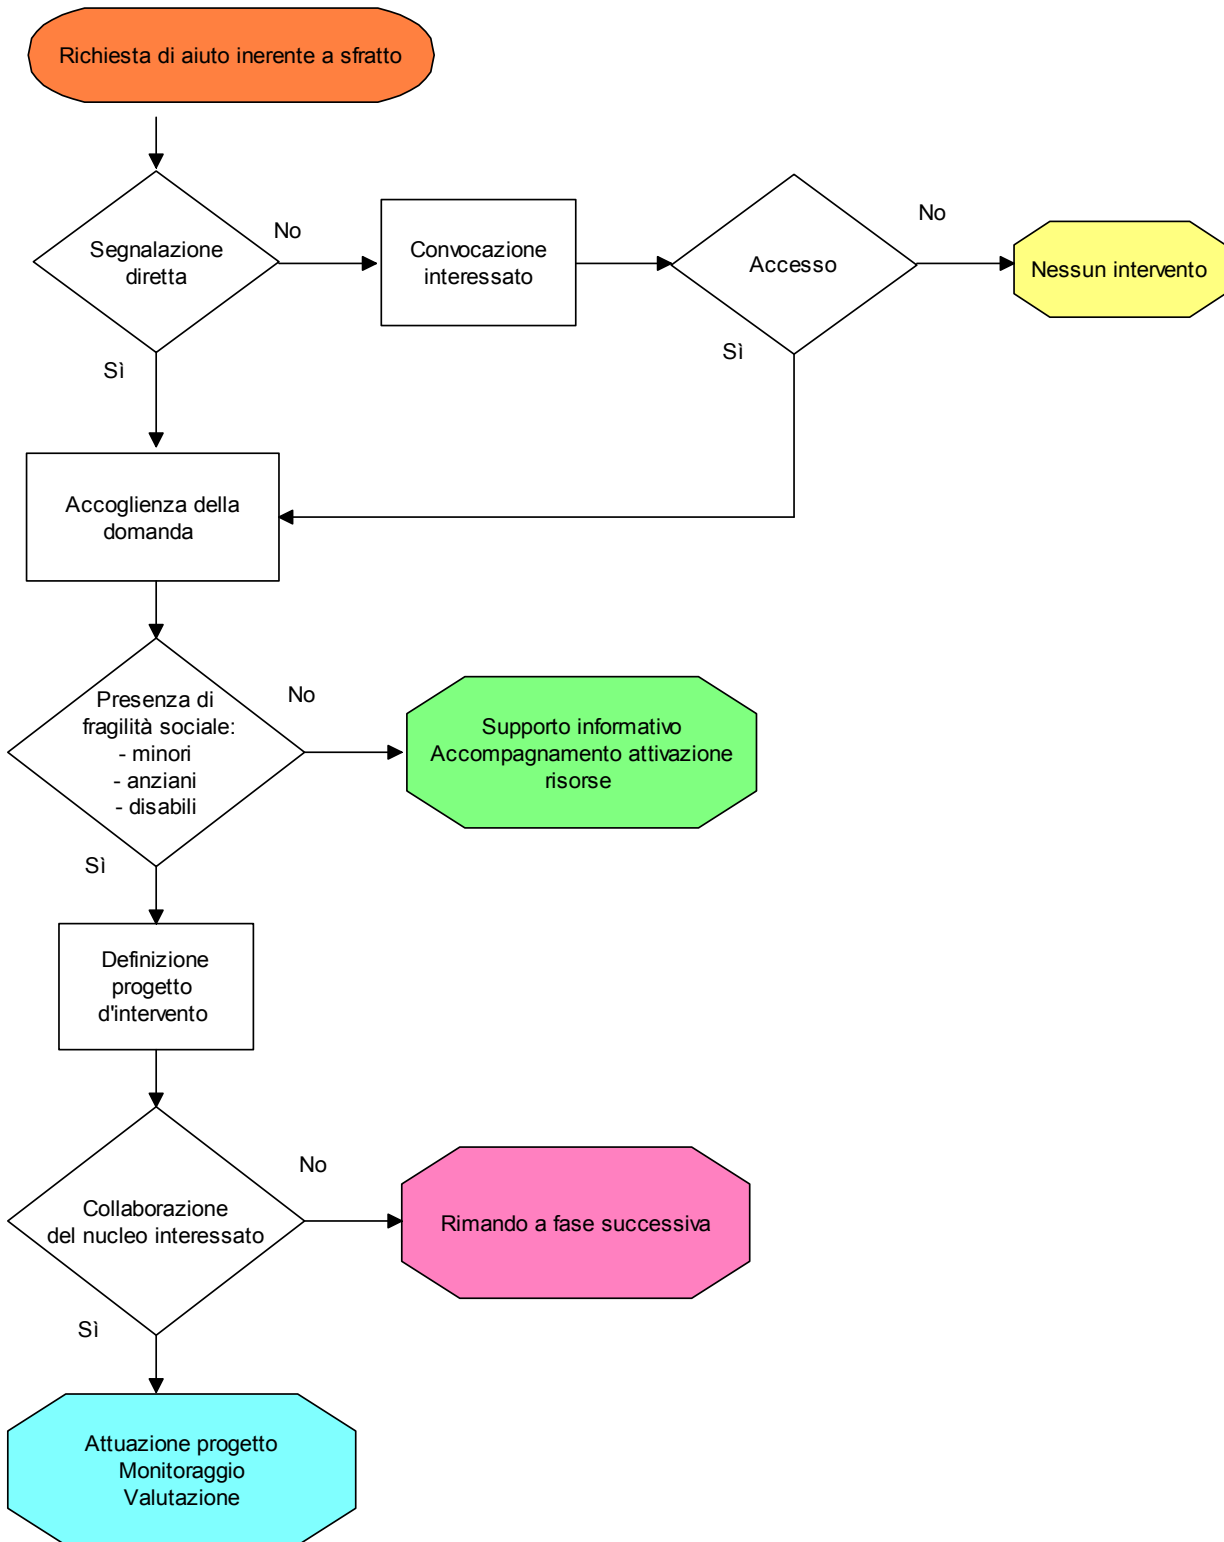 Richiesta di aiuto inerente a sfratto
Segnalazione
diretta
No
Convocazione
interessato
Accesso
No
Nessun intervento
Sì
Sì
Accoglienza della
domanda
Presenza di
fragilità sociale:
- minori
- anziani
- disabili
No
Supporto informativo
Accompagnamento attivazione
risorse
Sì
Definizione
progetto
d'intervento
Collaborazione
del nucleo interessato
No
Rimando a fase successiva
Sì
Attuazione progetto
Monitoraggio
Valutazione